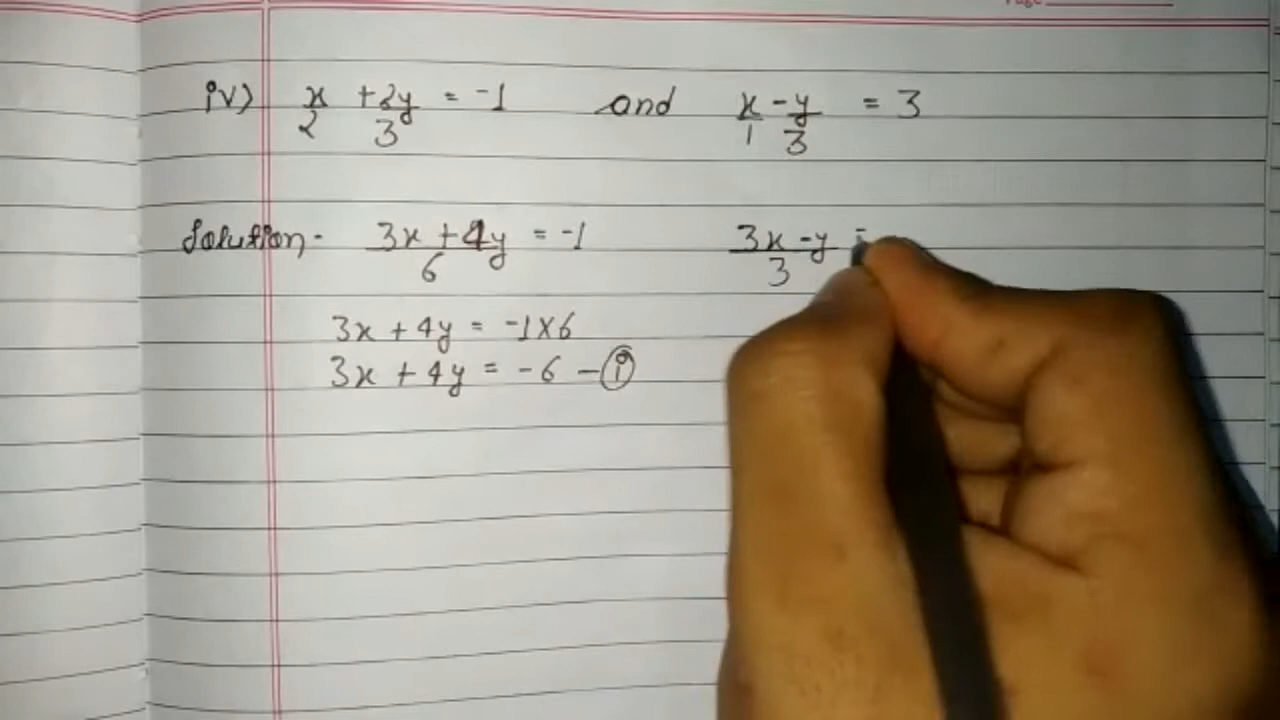 iv) x/2 + 2y/3 = -1 and x/1 - y/3 = 3
Solution - 3x + 4y/6 = -1 3x - y/3 =
3x + 4y = -1 × 6
3x + 4y = -6 - (i)